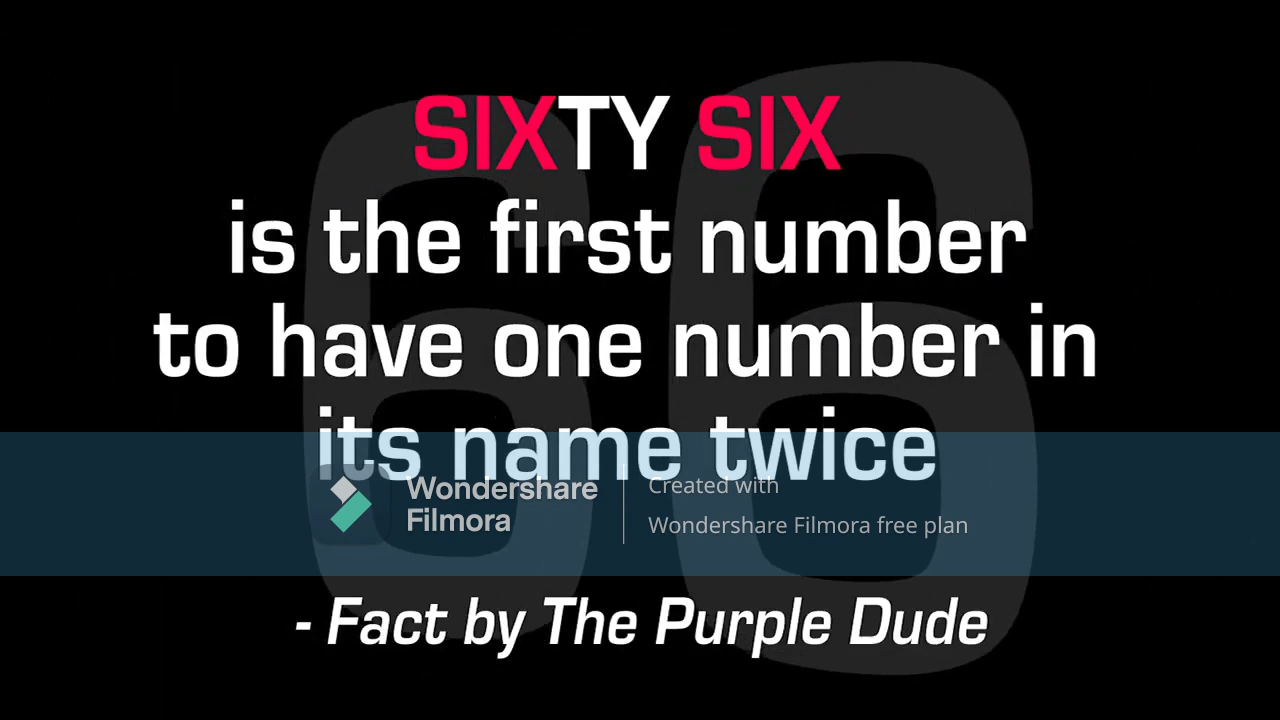 SIXTY SIX
is the first number
to have one number in
its name twice
Wondershare
Filmora
Created with
Wondershare Filmora free plan
- Fact by The Purple Dude
66